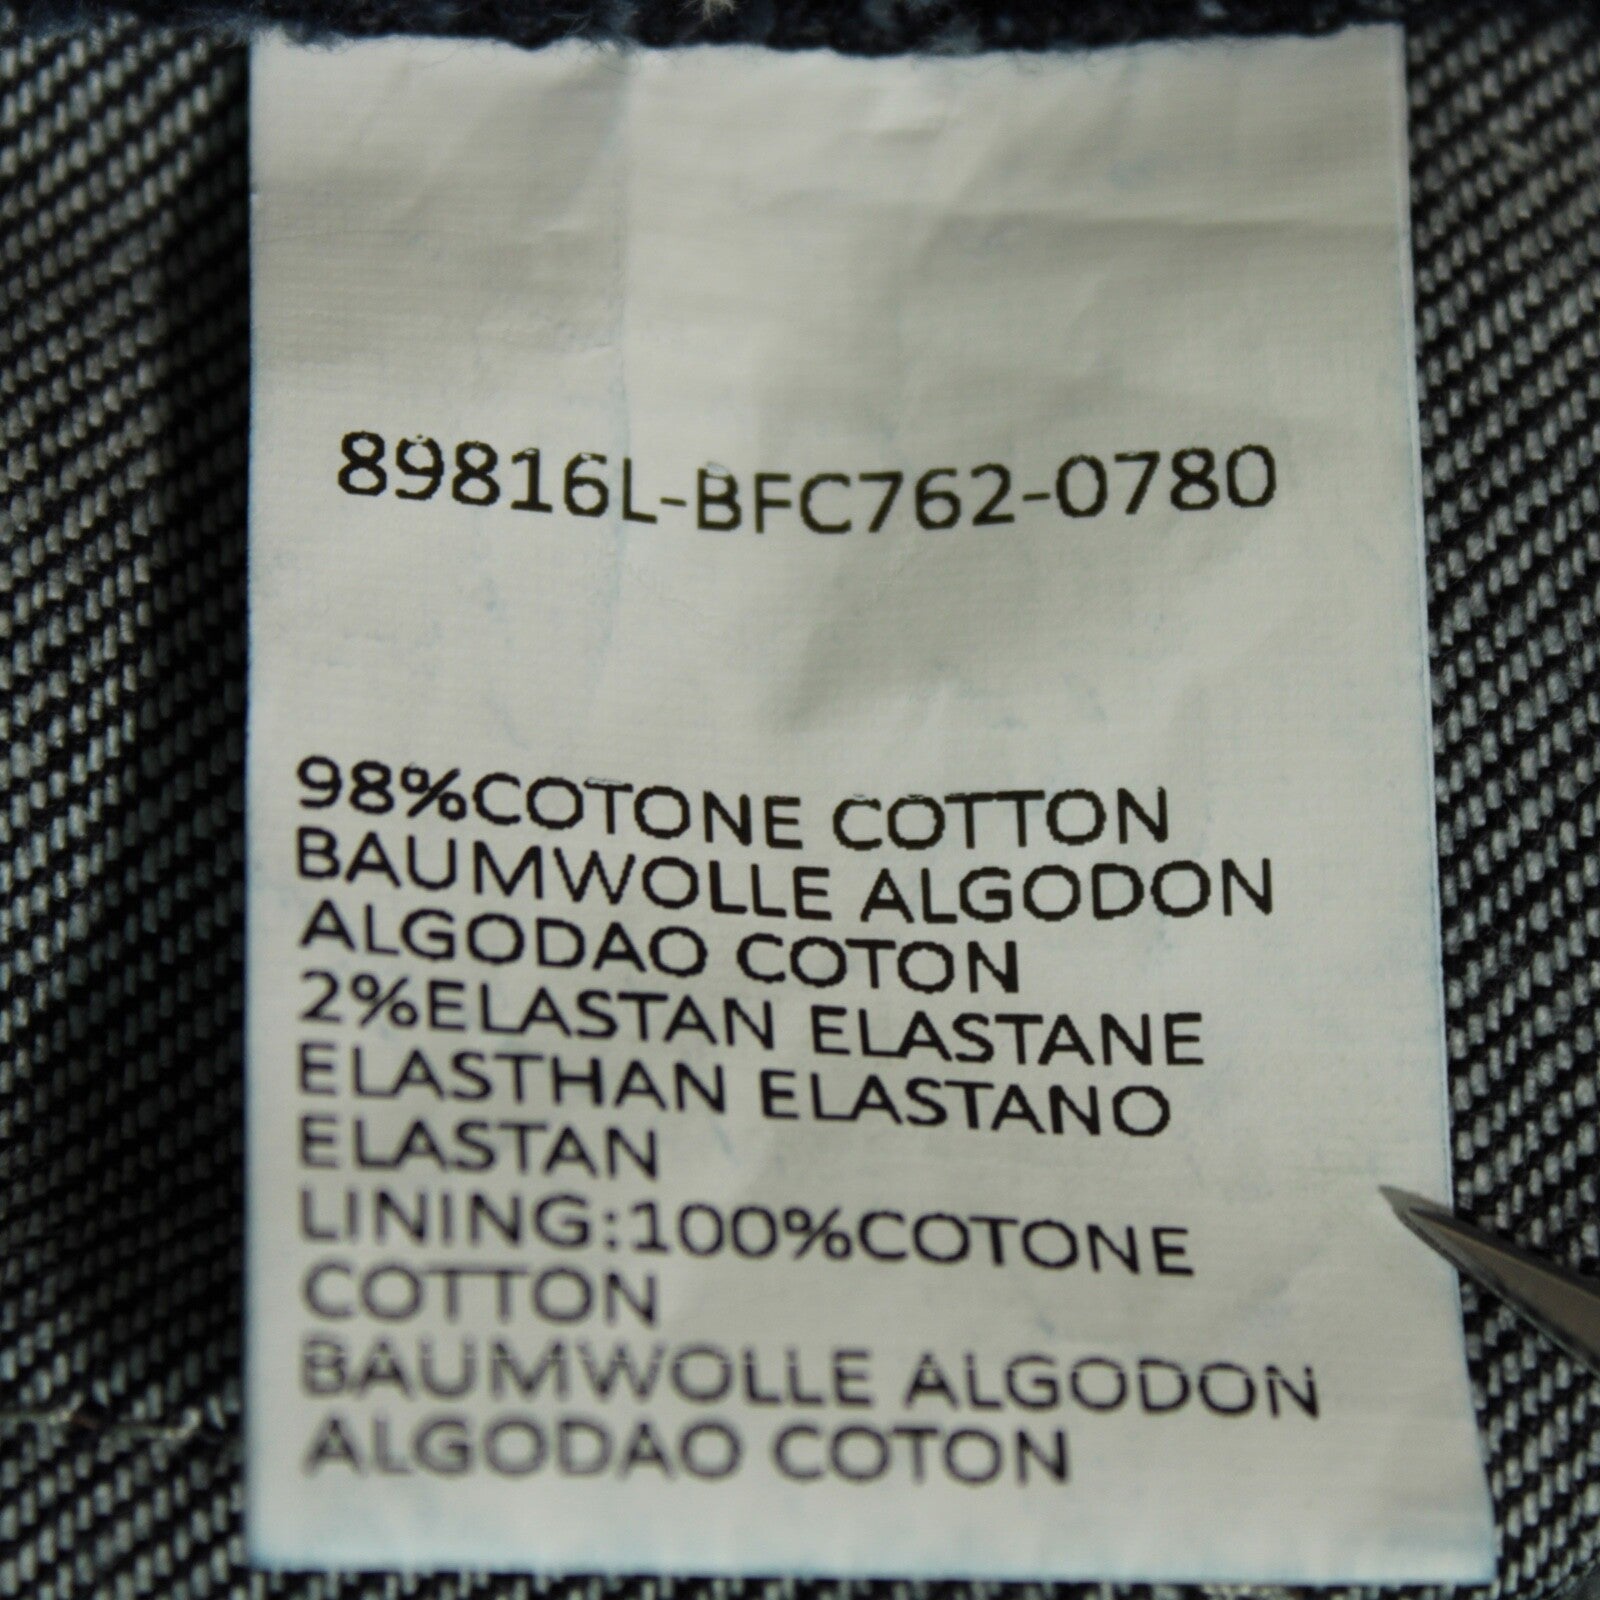 89816L-BFC762-0780
98%COTONE COTTON
BAUMWOLLE ALGODON
ALGODAO COTON
2%ELASTAN ELASTANE
ELASTHAN ELASTANO
ELASTAN
LINING:100%COTONE
COTTON
BAUMWOLLE ALGODON
ALGODAO COTON